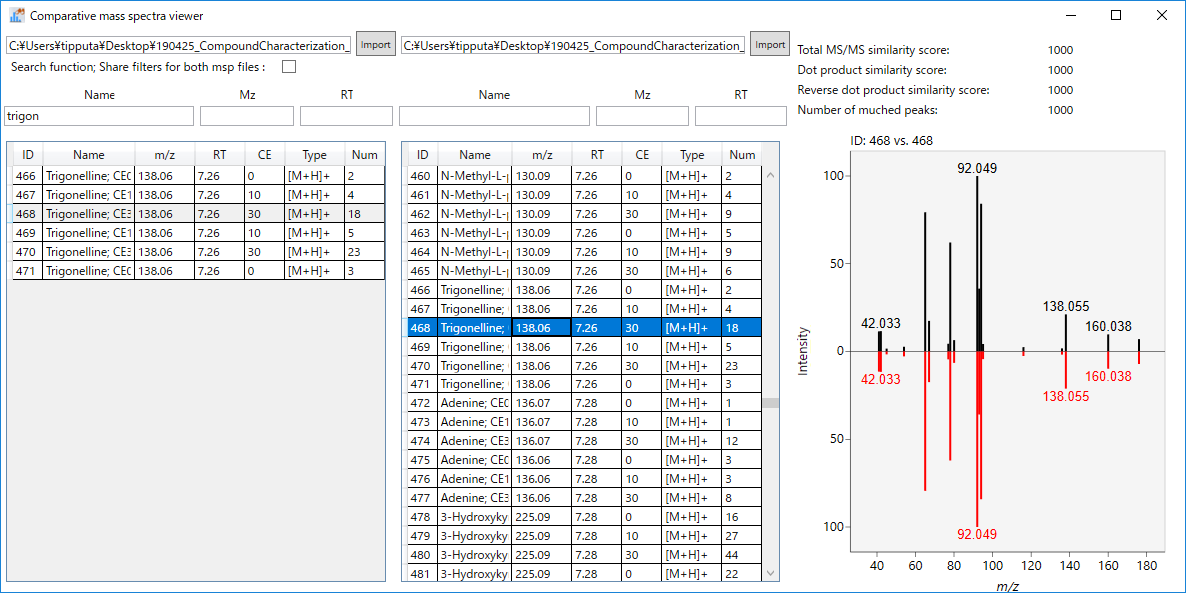 Comparative mass spectra viewer
C:¥Users¥tipputa¥Desktop¥190425_CompoundCharacterization_ Import C:¥Users¥tipputa¥Desktop¥190425_CompoundCharacterization_ Import
Search function; Share filters for both msp files :
Name Mz RT Name Mz RT
trigon
Total MS/MS similarity score: 1000
Dot product similarity score: 1000
Reverse dot product similarity score: 1000
Number of muched peaks: 1000
ID Name m/z RT CE Type Num
466 Trigonelline; CE0 138.06 7.26 0 [M+H]+ 2
467 Trigonelline; CE1 138.06 7.26 10 [M+H]+ 4
468 Trigonelline; CE3 138.06 7.26 30 [M+H]+ 18
469 Trigonelline; CE1 138.06 7.26 10 [M+H]+ 5
470 Trigonelline; CE3 138.06 7.26 30 [M+H]+ 23
471 Trigonelline; CE0 138.06 7.26 0 [M+H]+ 3
ID Name m/z RT CE Type Num
460 N-Methyl-L-p 130.09 7.26 0 [M+H]+ 2
461 N-Methyl-L-p 130.09 7.26 10 [M+H]+ 4
462 N-Methyl-L-p 130.09 7.26 30 [M+H]+ 9
463 N-Methyl-L-p 130.09 7.26 0 [M+H]+ 5
464 N-Methyl-L-p 130.09 7.26 10 [M+H]+ 9
465 N-Methyl-L-p 130.09 7.26 30 [M+H]+ 6
466 Trigonelline; 138.06 7.26 0 [M+H]+ 2
467 Trigonelline; 138.06 7.26 10 [M+H]+ 4
468 Trigonelline; 138.06 7.26 30 [M+H]+ 18
469 Trigonelline; 138.06 7.26 10 [M+H]+ 5
470 Trigonelline; 138.06 7.26 30 [M+H]+ 23
471 Trigonelline; 138.06 7.26 0 [M+H]+ 3
472 Adenine; CE0 136.07 7.28 0 [M+H]+ 1
473 Adenine; CE1 136.07 7.28 10 [M+H]+ 1
474 Adenine; CE3 136.07 7.28 30 [M+H]+ 12
475 Adenine; CE0 136.06 7.28 0 [M+H]+ 3
476 Adenine; CE1 136.06 7.28 10 [M+H]+ 3
477 Adenine; CE3 136.06 7.28 30 [M+H]+ 8
478 3-Hydroxyky 225.09 7.28 0 [M+H]+ 16
479 3-Hydroxyky 225.09 7.28 10 [M+H]+ 27
480 3-Hydroxyky 225.09 7.28 30 [M+H]+ 44
481 3-Hydroxyky 225.09 7.28 0 [M+H]+ 22
ID: 468 vs. 468
92.049
100
50
138.055
42.033 160.038
0
42.033 160.038
138.055
50
100
92.049
Intensity
40 60 80 100 120 140 160 180
m/z